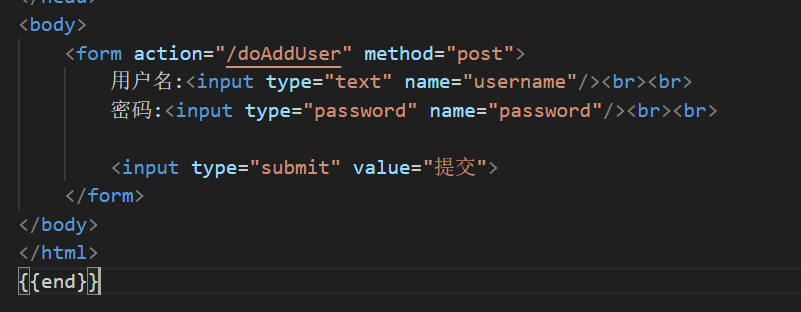 </head>
<body>
<form action="/doAddUser" method="post">
用户名:<input type="text" name="username"/><br><br>
密码:<input type="password" name="password"/><br><br>
<input type="submit" value="提交">
</form>
</body>
</html>
{{end}}